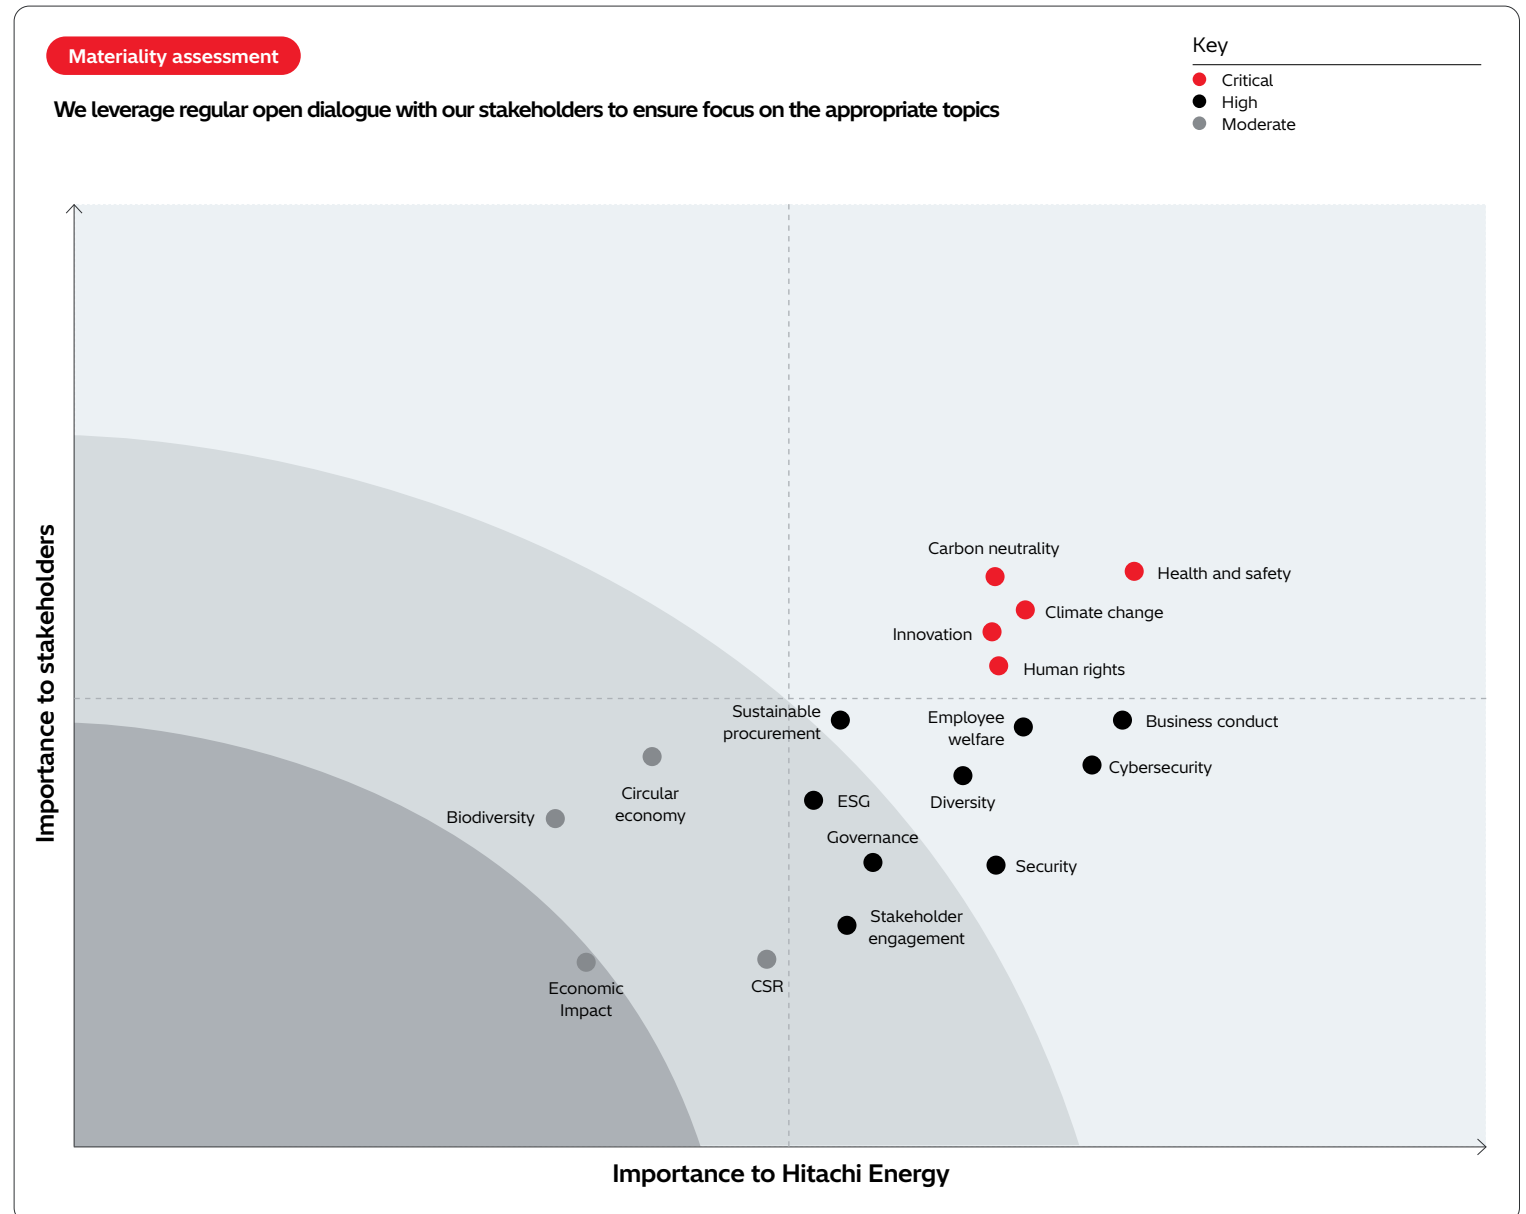 Materiality assessment
We leverage regular open dialogue with our stakeholders to ensure focus on the appropriate topics
Key
Critical
High
Moderate
Importance to stakeholders
Carbon neutrality
Health and safety
Climate change
Innovation
Human rights
Sustainable
procurement
Employee
welfare
Business conduct
Cybersecurity
Circular
economy
Diversity
ESG
Biodiversity
Governance
Security
Stakeholder
engagement
Economic
Impact
CSR
Importance to Hitachi Energy